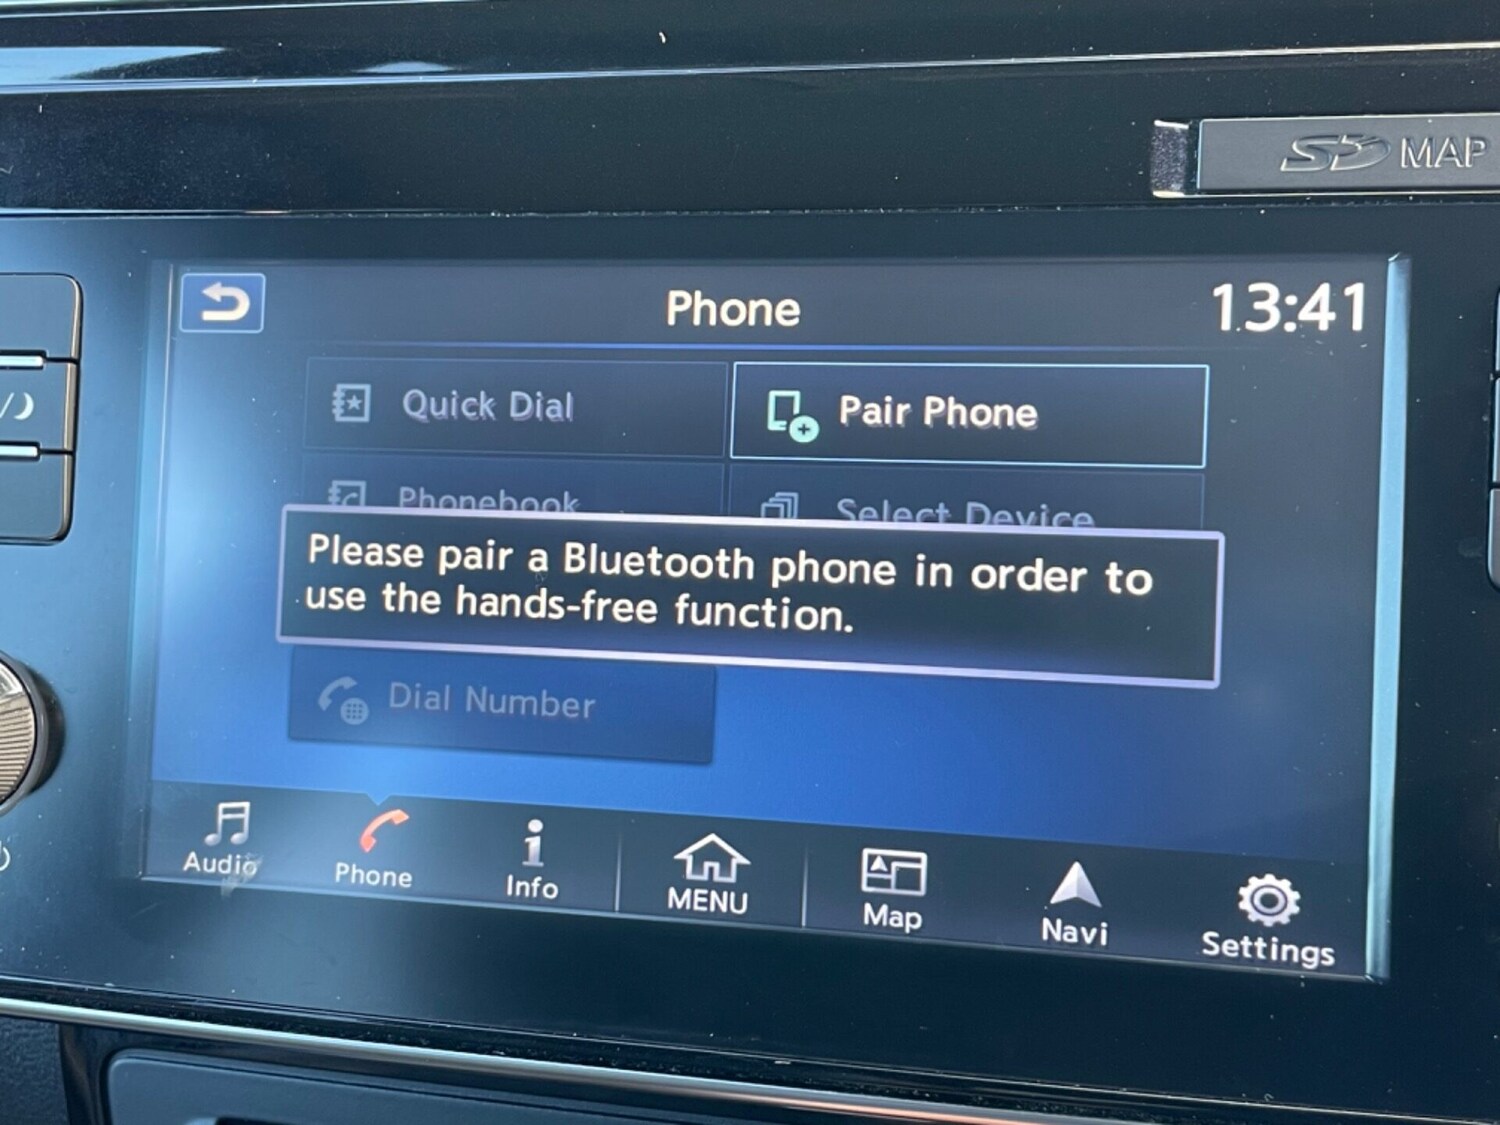 SD MAP
Phone
13:41
Quick Dial
Pair Phone
Phonebook
Select Device
Please pair a Bluetooth phone in order to
use the hands-free function.
Dial Number
Audio
Phone
Info
MENU
Map
Navi
Settings